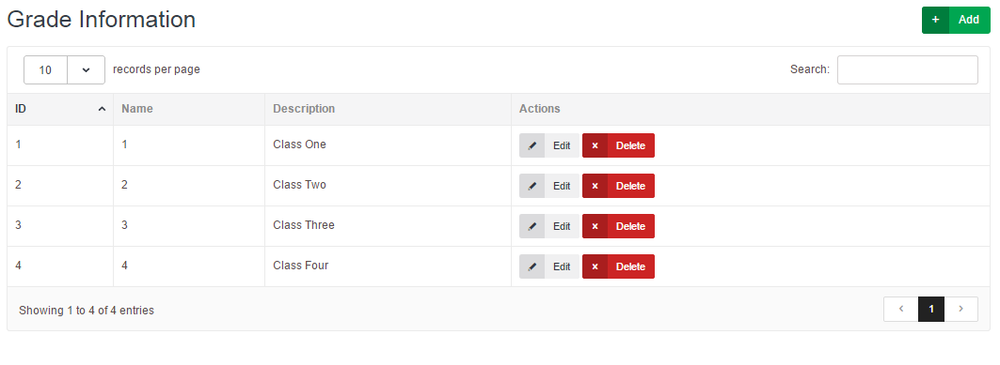 Grade Information
+ Add
10 records per page Search:
ID Name Description Actions
1 1 Class One Edit × Delete
2 2 Class Two Edit × Delete
3 3 Class Three Edit × Delete
4 4 Class Four Edit × Delete
Showing 1 to 4 of 4 entries ‹ 1 ›